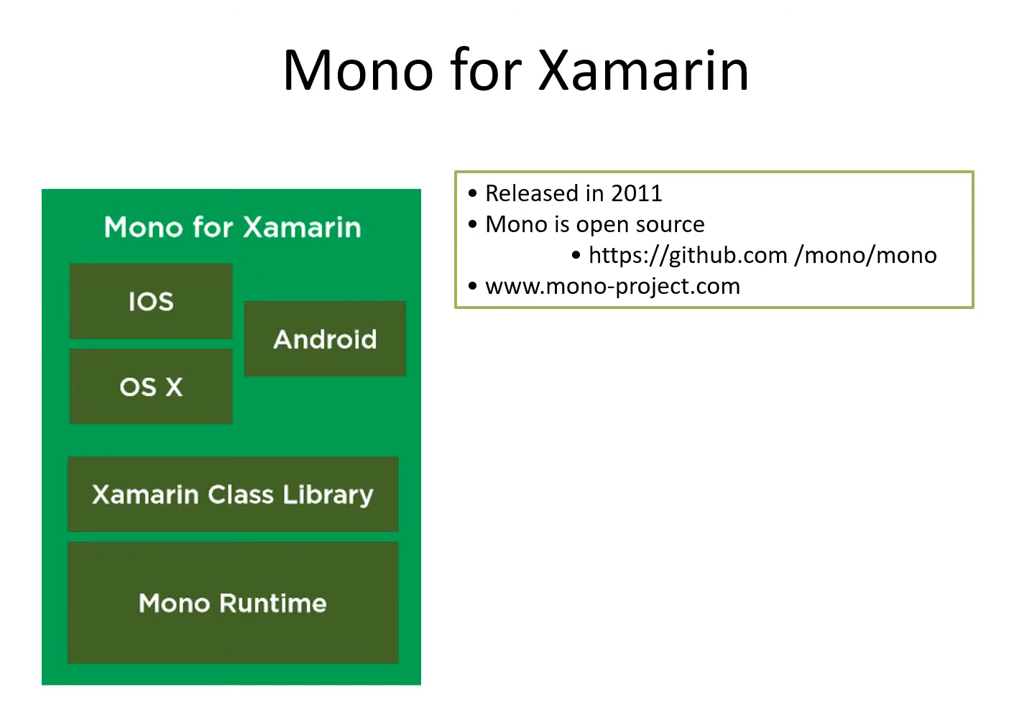 Mono for Xamarin
Mono for Xamarin
IOS
Android
OS X
Xamarin Class Library
Mono Runtime
• Released in 2011
• Mono is open source
• https://github.com /mono/mono
• www.mono-project.com